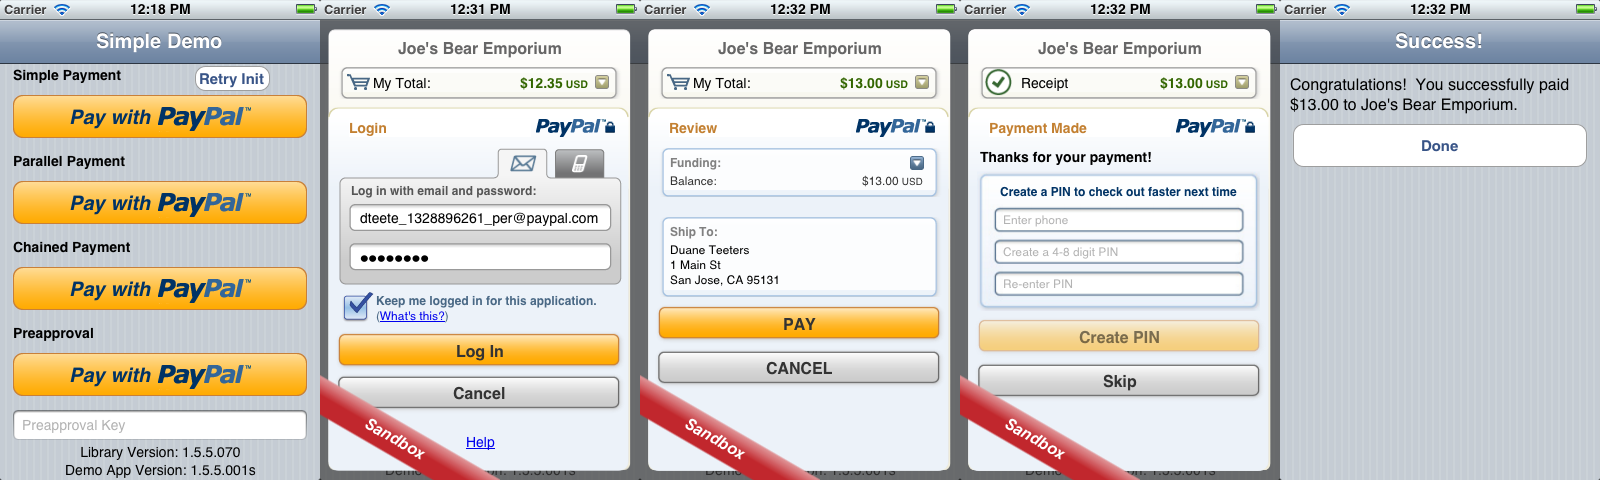 Carrier 12:18 PM
Simple Demo
Simple Payment
Retry Init
Pay with PayPal™
Parallel Payment
Pay with PayPal™
Chained Payment
Pay with PayPal™
Preapproval
Pay with PayPal™
Preapproval Key
Library Version: 1.5.5.070
Demo App Version: 1.5.5.001s
Carrier 12:31 PM
Joe's Bear Emporium
My Total: $12.35 USD
Login PayPal
Log in with email and password:
dteete_1328896261_per@paypal.com
Keep me logged in for this application.
(What's this?)
Log In
Cancel
Help
Sandbox
Carrier 12:32 PM
Joe's Bear Emporium
My Total: $13.00 USD
Review PayPal
Funding:
Balance: $13.00 USD
Ship To:
Duane Teeters
1 Main St
San Jose, CA 95131
PAY
CANCEL
Sandbox
Carrier 12:32 PM
Joe's Bear Emporium
Receipt $13.00 USD
Payment Made PayPal
Thanks for your payment!
Create a PIN to check out faster next time
Enter phone
Create a 4-8 digit PIN
Re-enter PIN
Create PIN
Skip
Sandbox
Carrier 12:32 PM
Success!
Congratulations! You successfully paid
$13.00 to Joe's Bear Emporium.
Done